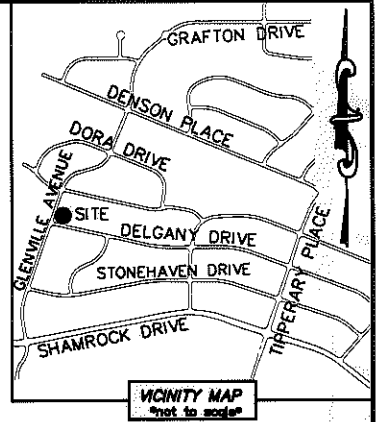 GRAFTON DRIVE
DENSON PLACE
DORA DRIVE
GLENVILLE AVENUE
SITE
DELGANY DRIVE
STONEHAVEN DRIVE
TIPPERARY PLACE
SHAMROCK DRIVE
VICINITY MAP
*not to scale*